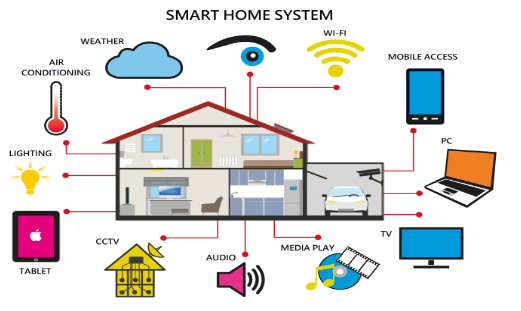 SMART HOME SYSTEM
WEATHER
WI-FI
AIR
CONDITIONING
MOBILE ACCESS
LIGHTING
PC
TABLET
CCTV
AUDIO
MEDIA PLAY
TV